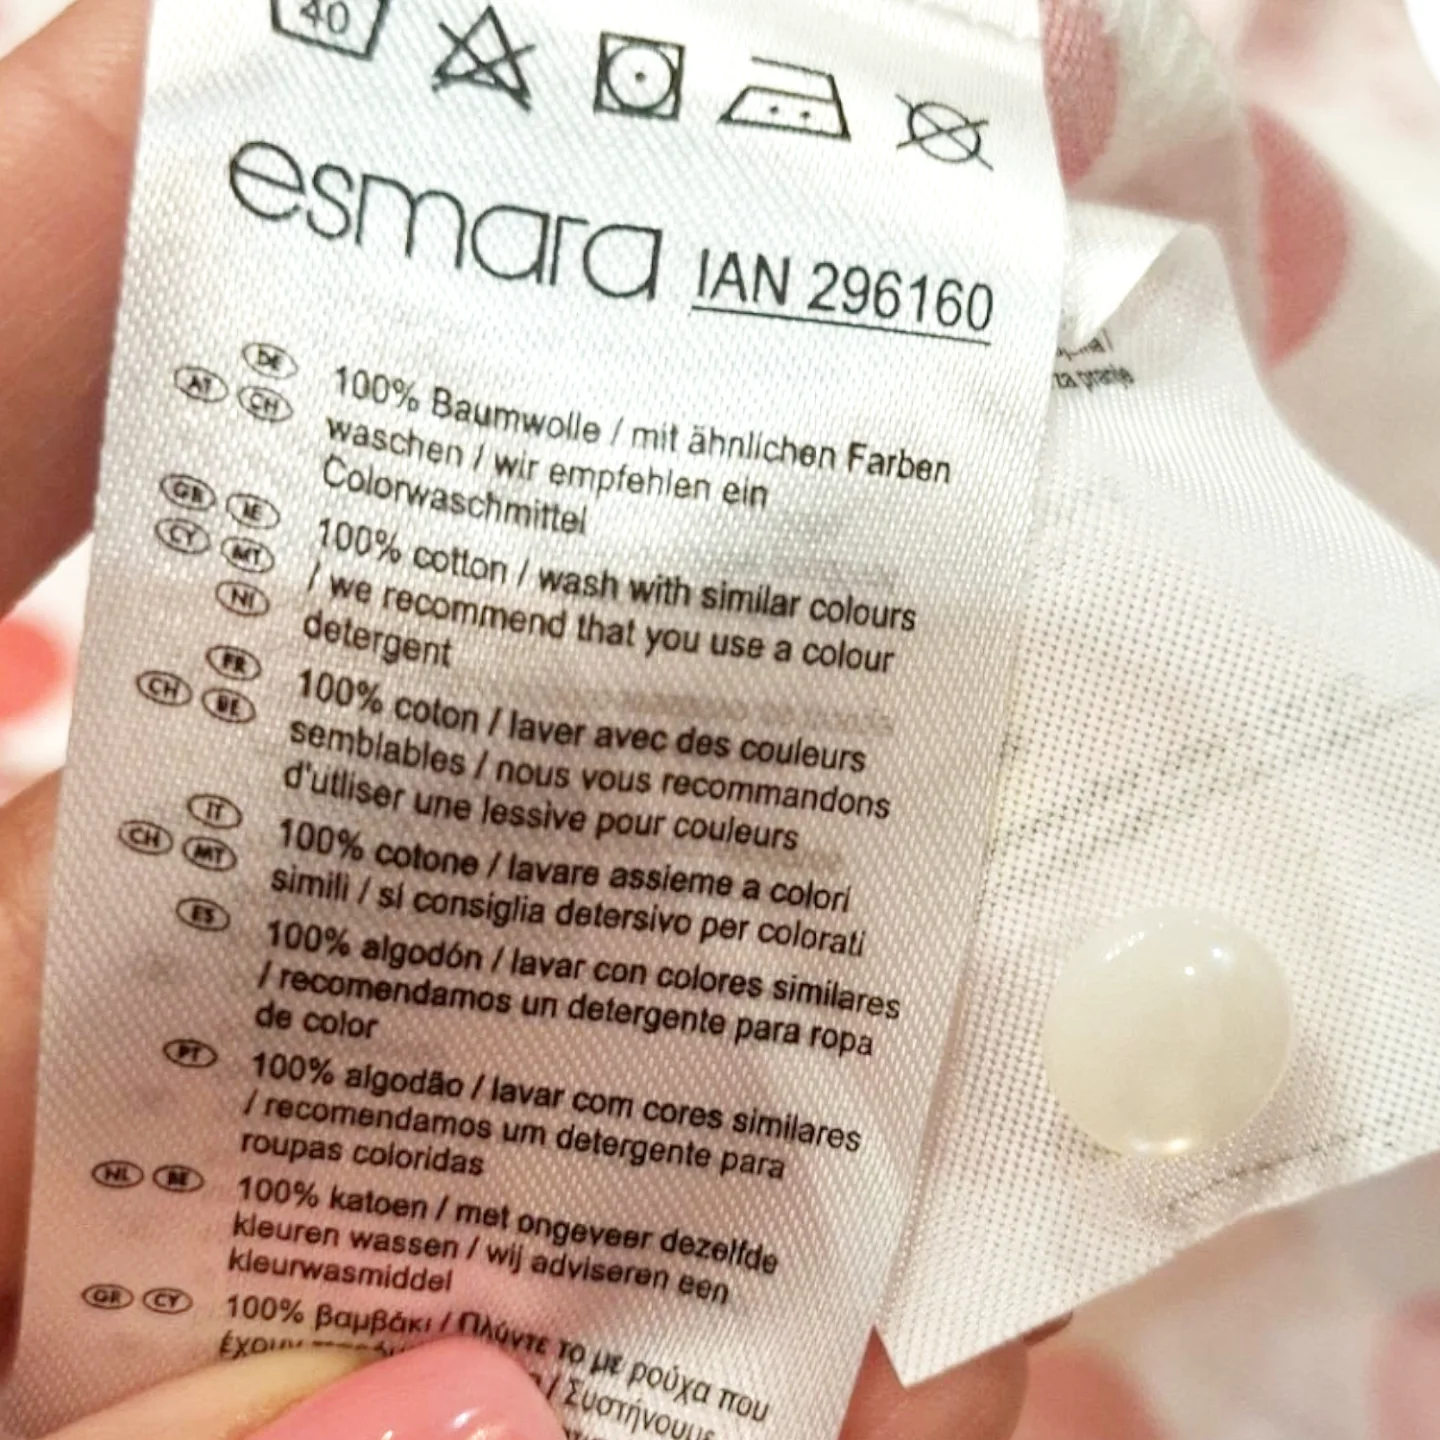 40
esmara IAN 296160
DE
AT CH
100% Baumwolle / mit ähnlichen Farben
waschen / wir empfehlen ein
Colorwaschmittel
GB IE
CY MT
NI
100% cotton / wash with similar colours
/ we recommend that you use a colour
detergent
FR
CH BE
100% coton / laver avec des couleurs
semblables / nous vous recommandons
d'utliser une lessive pour couleurs
IT
CH MT
100% cotone / lavare assieme a colori
simili / si consiglia detersivo per colorati
ES
100% algodón / lavar con colores similares
/ recomendamos un detergente para ropa
de color
PT
100% algodão / lavar com cores similares
/ recomendamos um detergente para
roupas coloridas
NL BE
100% katoen / met ongeveer dezelfde
kleuren wassen / wij adviseren een
kleurwasmiddel
GR CY
100% βαμβάκι / Πλύντε το με ρούχα που
έχουν / Συστήνουμε
za pranje